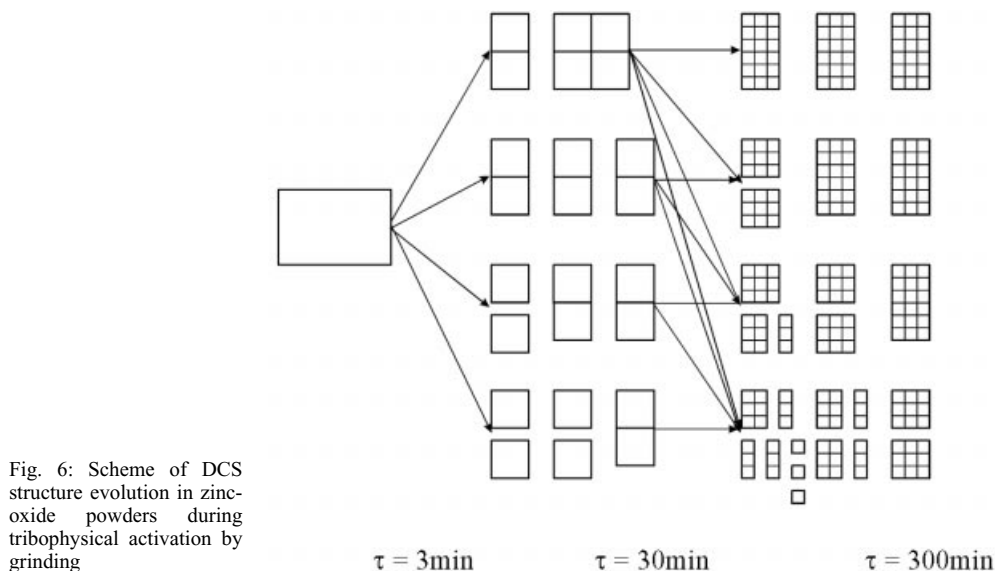 Fig. 6: Scheme of DCS
structure evolution in zinc-
oxide powders during
tribophysical activation by
grinding
τ = 3min τ = 30min τ = 300min